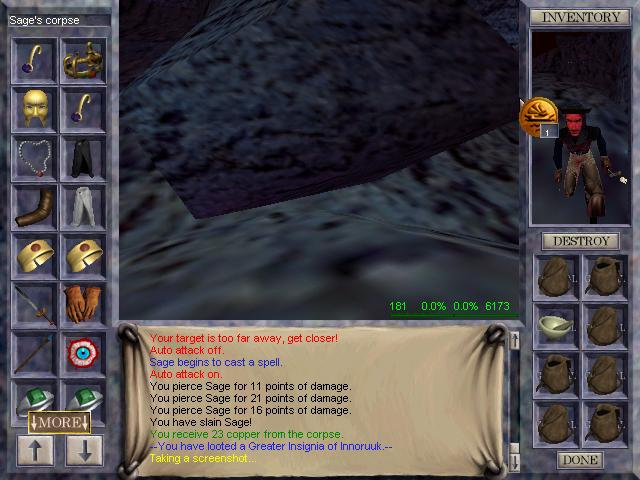 Sage's corpse
MORE
INVENTORY
1
DESTROY
DONE
181 0.0% 0.0% 6173
Your target is too far away, get closer!
Auto attack off.
Sage begins to cast a spell.
Auto attack on.
You pierce Sage for 11 points of damage.
You pierce Sage for 21 points of damage.
You pierce Sage for 16 points of damage.
You have slain Sage!
You receive 23 copper from the corpse.
--You have looted a Greater Insignia of Innoruuk.--
Taking a screenshot...